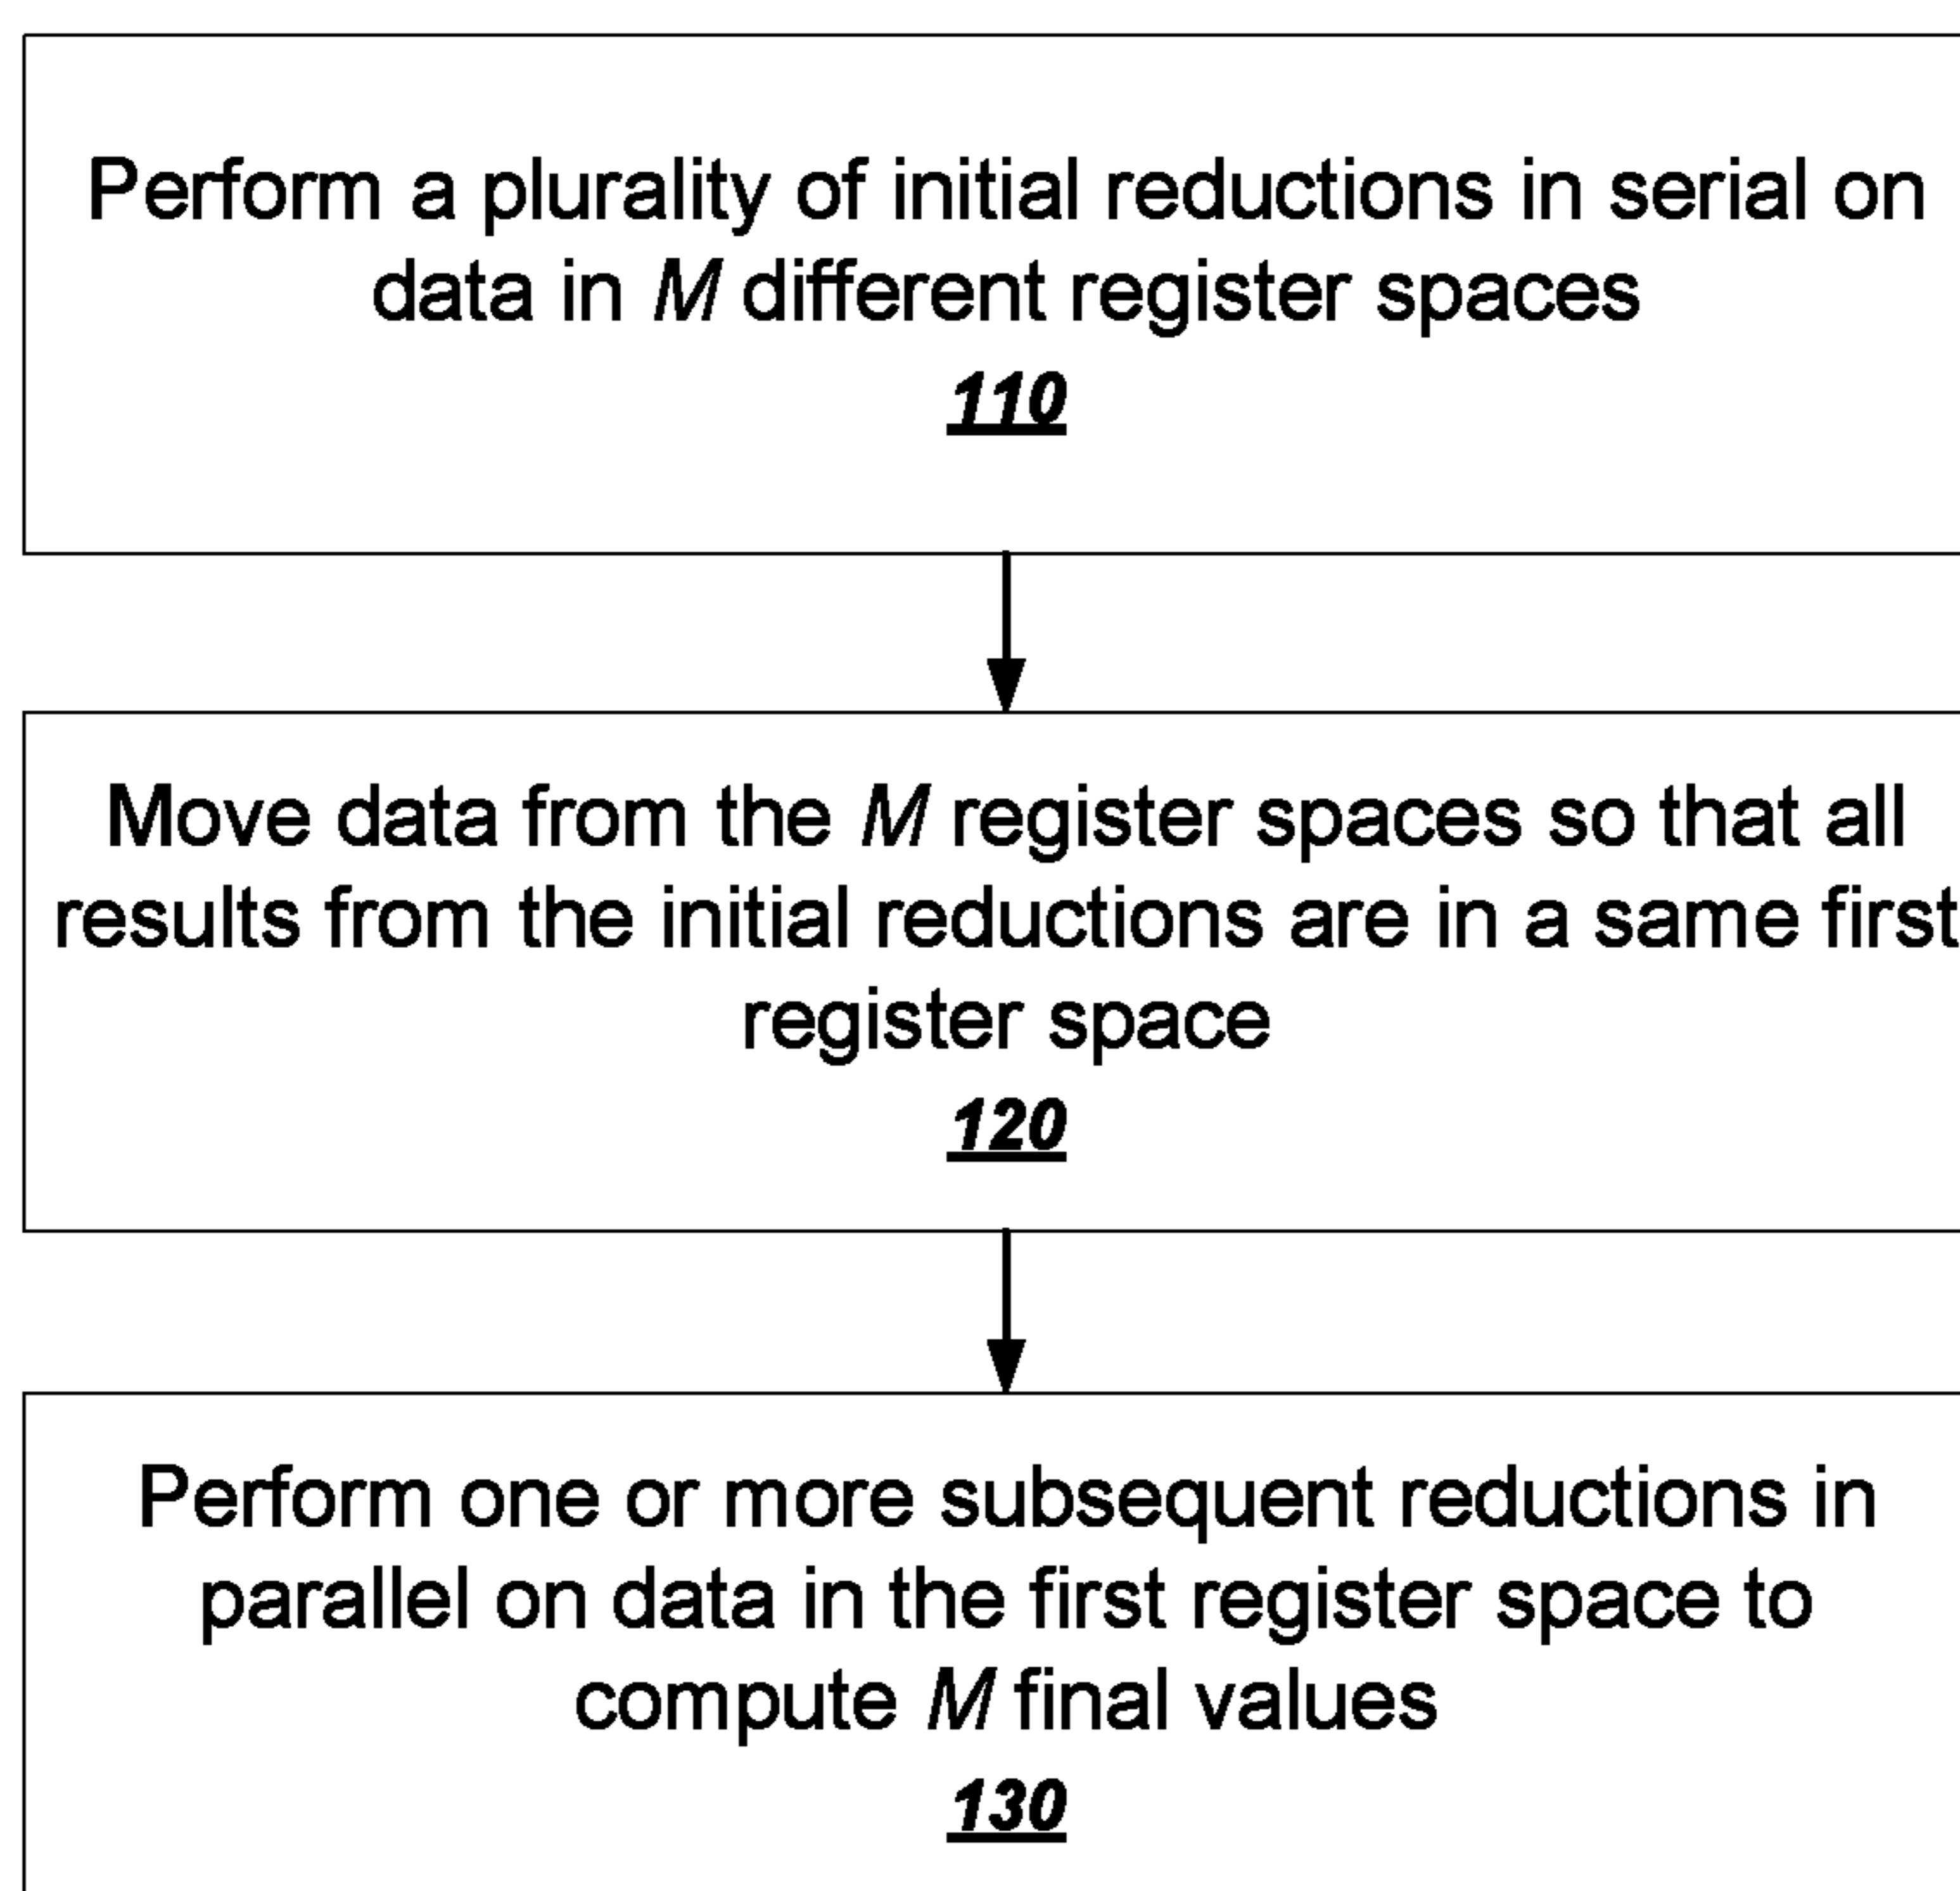 Perform a plurality of initial reductions in serial on
data in M different register spaces
110
Move data from the M register spaces so that all
results from the initial reductions are in a same first
register space
120
Perform one or more subsequent reductions in
parallel on data in the first register space to
compute M final values
130